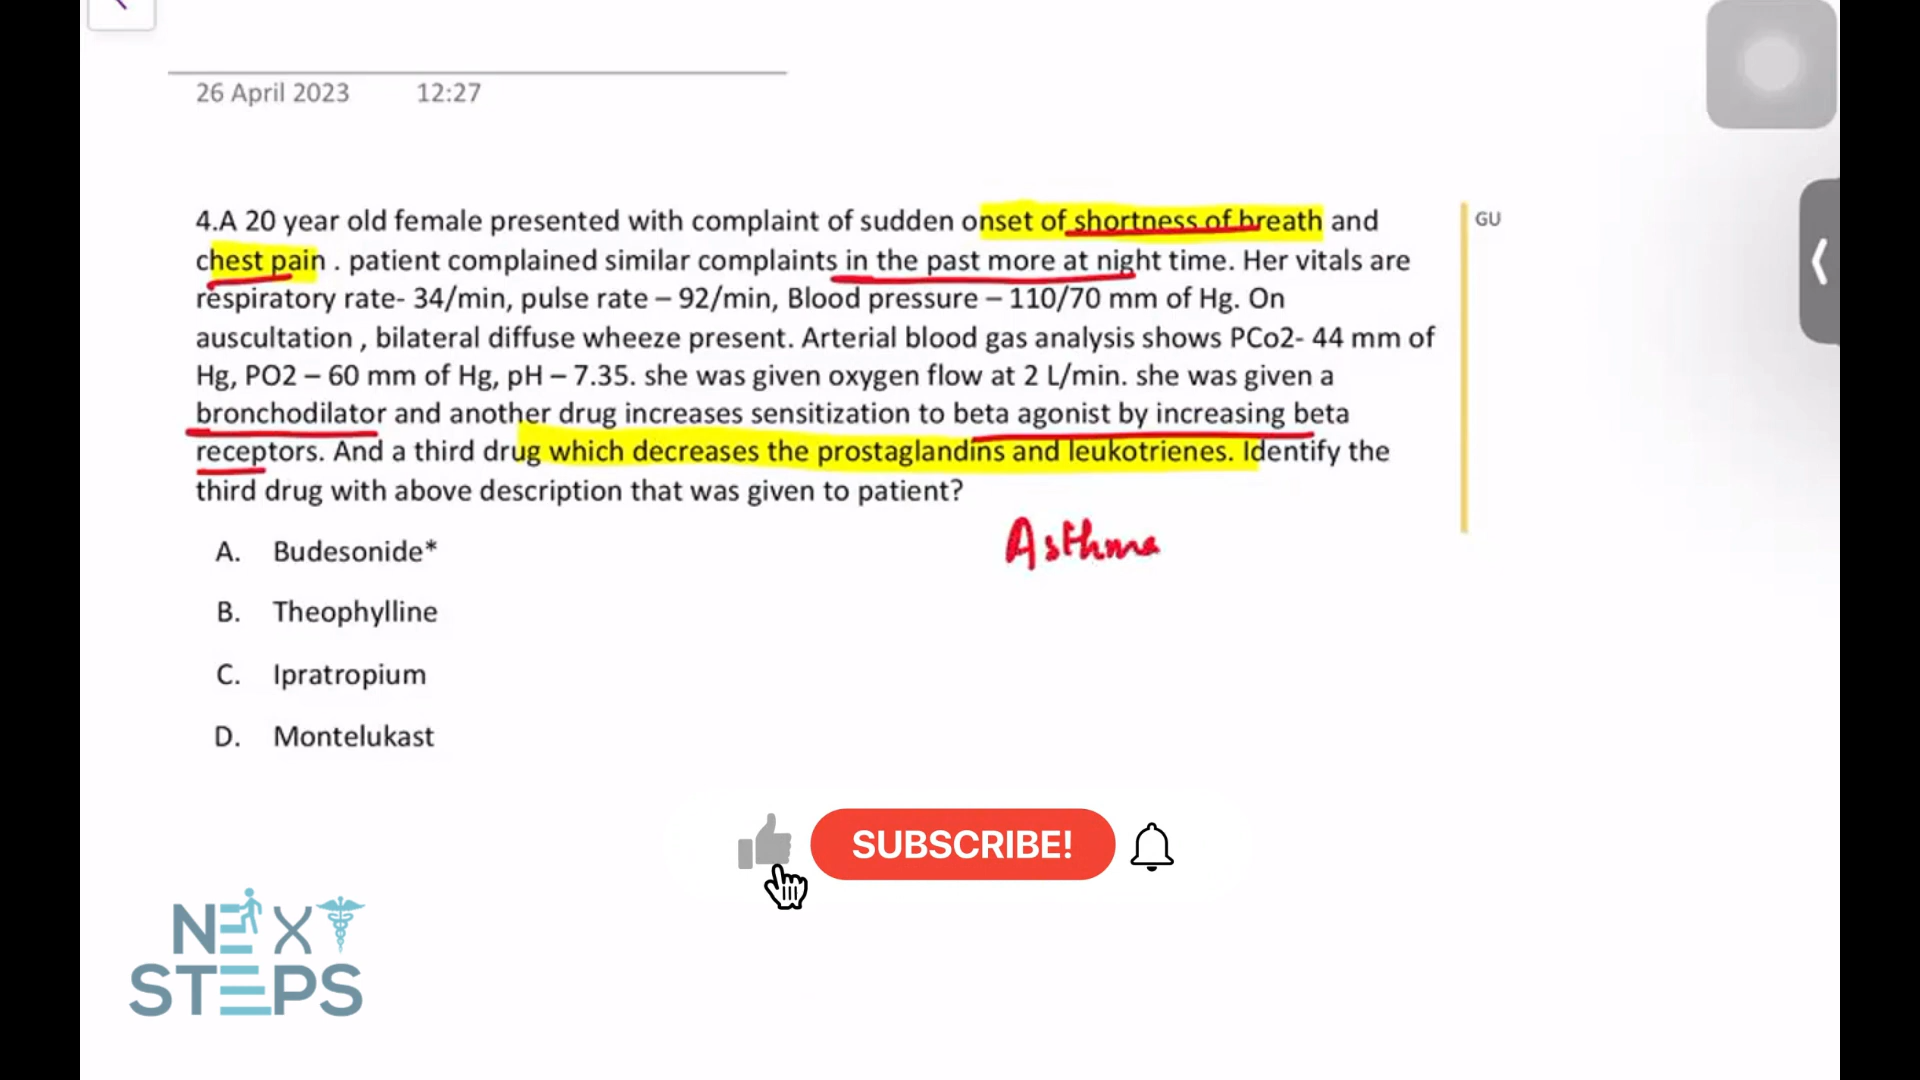 26 April 2023 12:27
4.A 20 year old female presented with complaint of sudden onset of shortness of breath and
chest pain . patient complained similar complaints in the past more at night time. Her vitals are
respiratory rate- 34/min, pulse rate – 92/min, Blood pressure – 110/70 mm of Hg. On
auscultation , bilateral diffuse wheeze present. Arterial blood gas analysis shows PCo2- 44 mm of
Hg, PO2 – 60 mm of Hg, pH – 7.35. she was given oxygen flow at 2 L/min. she was given a
bronchodilator and another drug increases sensitization to beta agonist by increasing beta
receptors. And a third drug which decreases the prostaglandins and leukotrienes. Identify the
third drug with above description that was given to patient?
GU
Asthma
A. Budesonide*
B. Theophylline
C. Ipratropium
D. Montelukast
SUBSCRIBE!
NEXT
STEPS